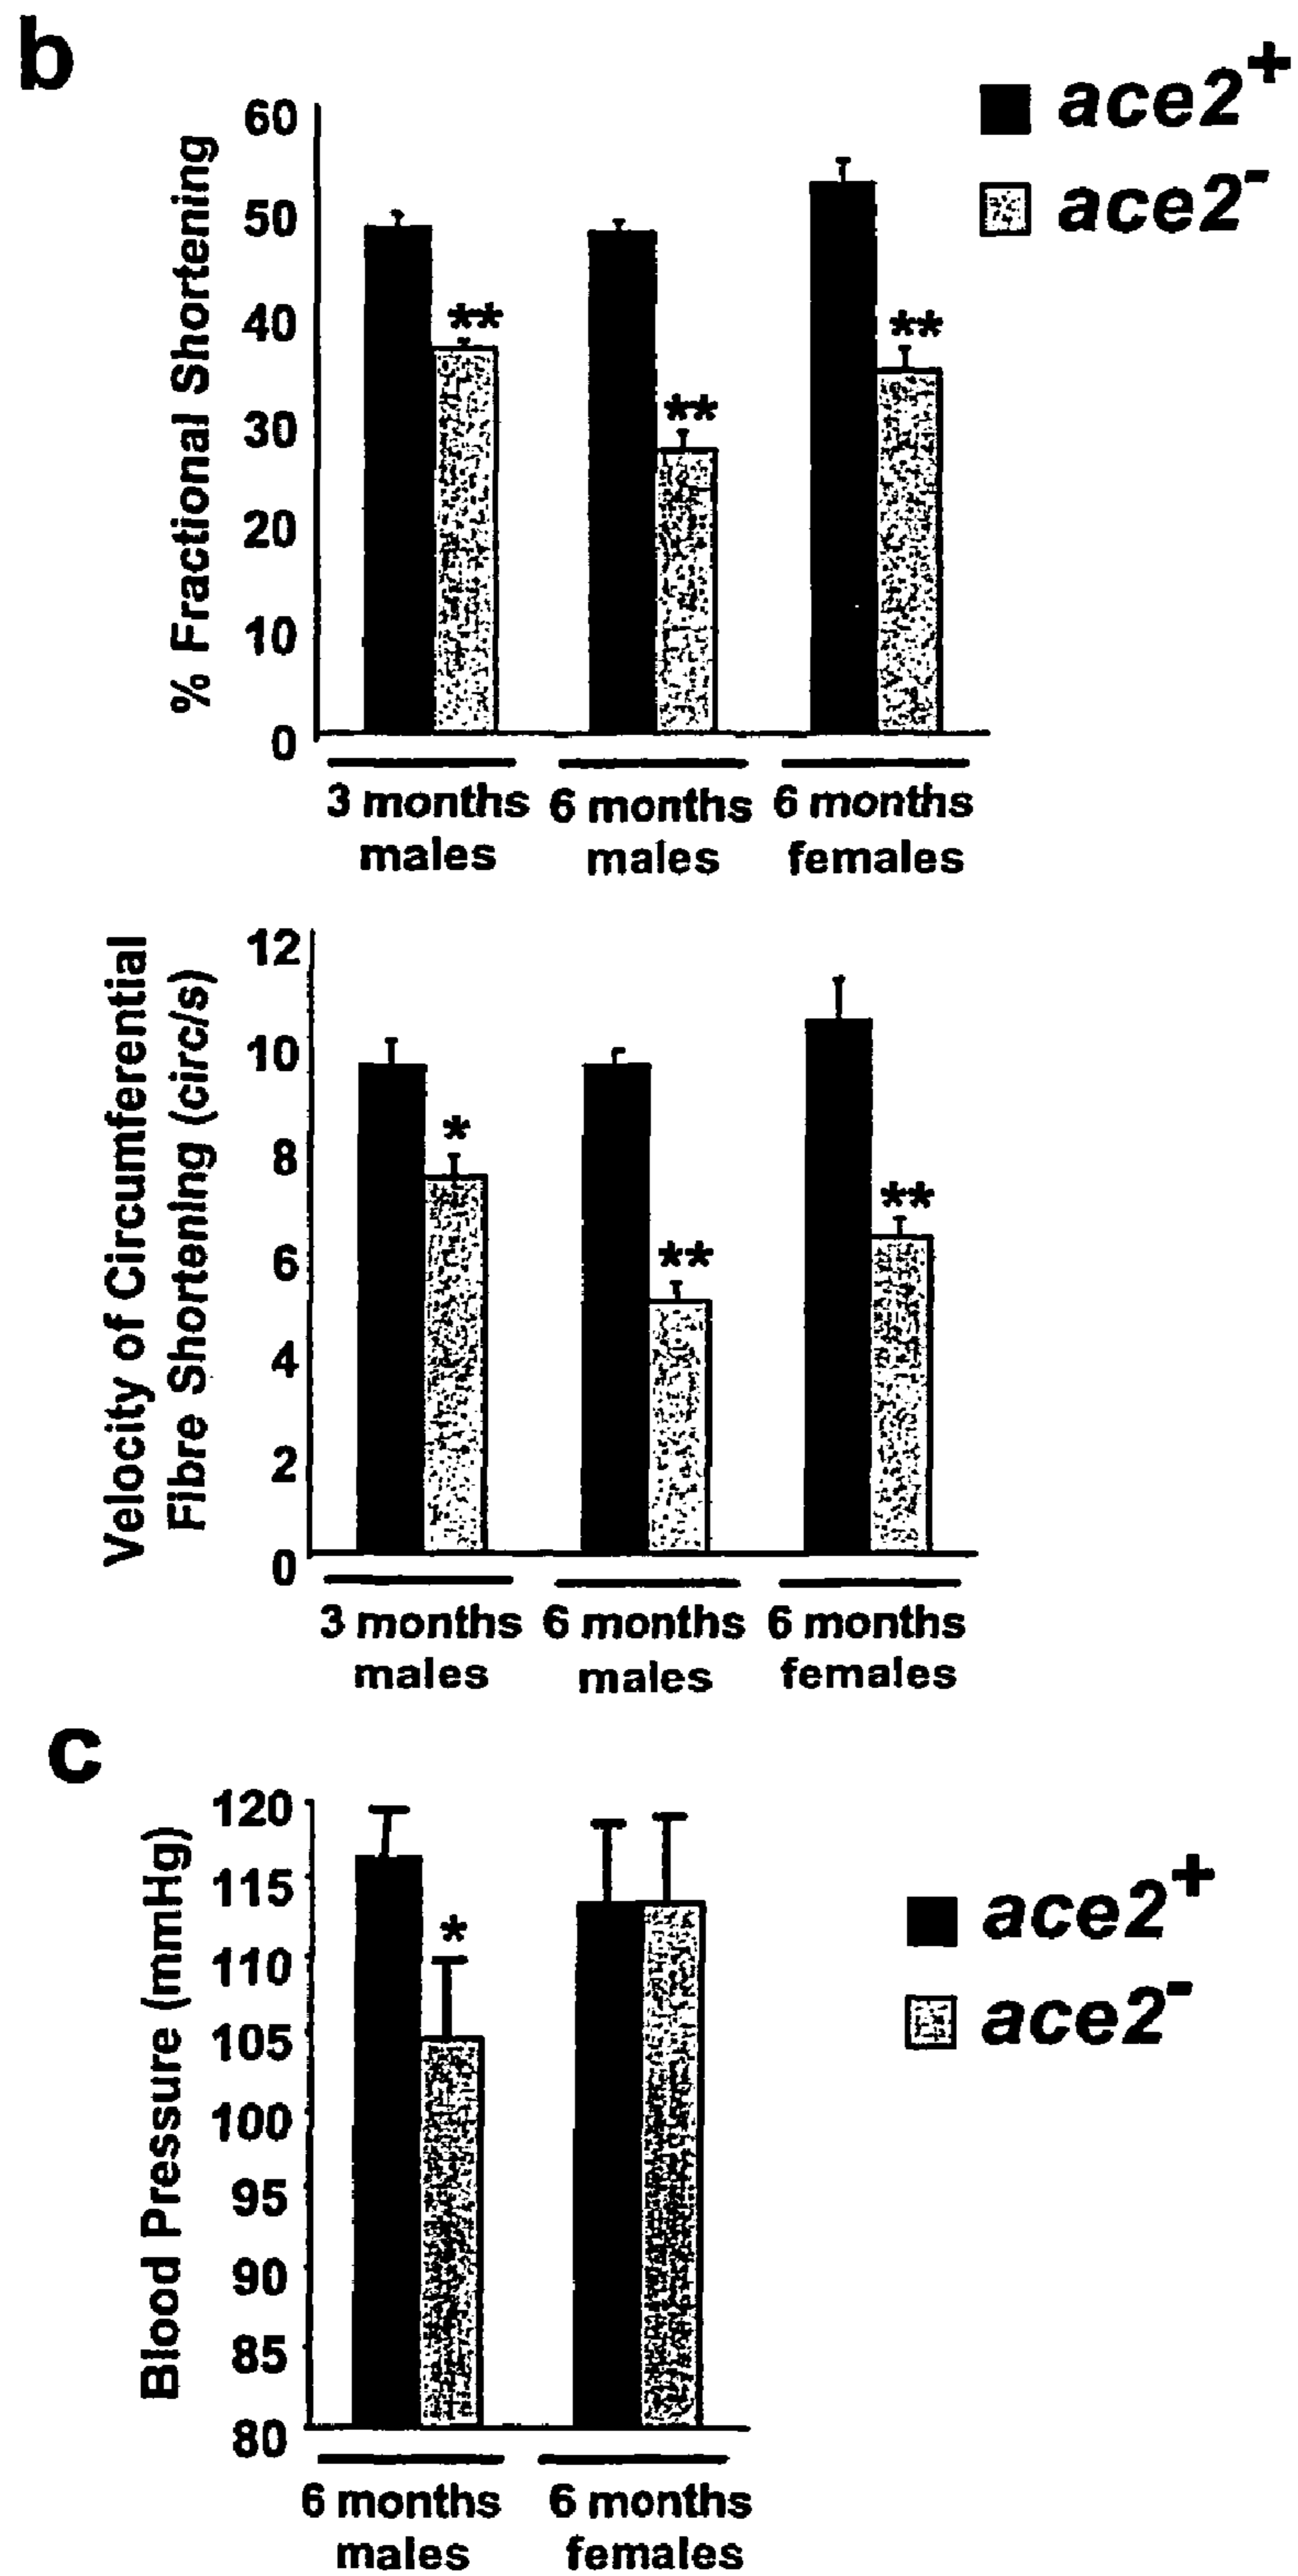 b
ace2+
ace2-
% Fractional Shortening
60
50
40
30
20
10
0
**
**
**
3 months males
6 months males
6 months females
Velocity of Circumferential
Fibre Shortening (circ/s)
12
10
8
6
4
2
0
*
**
**
3 months males
6 months males
6 months females
c
Blood Pressure (mmHg)
120
115
110
105
100
95
90
85
80
*
ace2+
ace2-
6 months males
6 months females